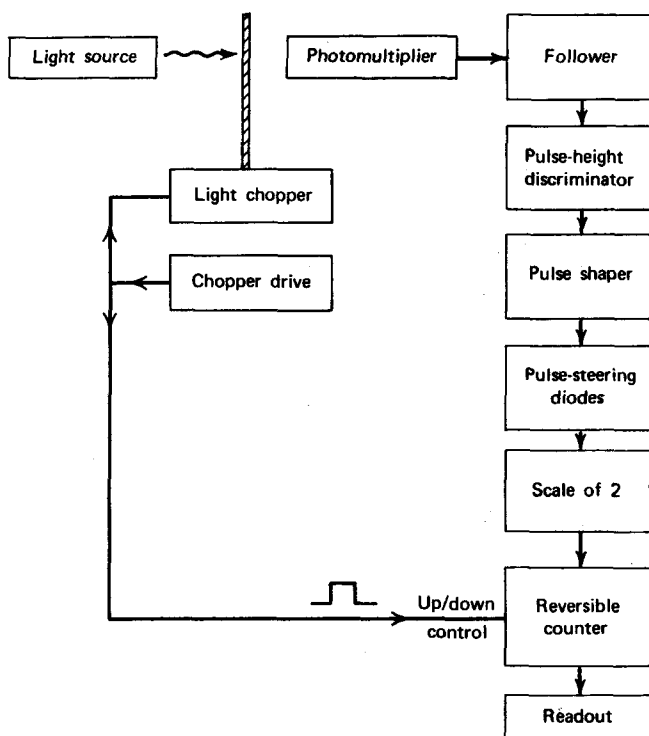 Light source
Photomultiplier
Follower
Pulse-height
discriminator
Light chopper
Chopper drive
Pulse shaper
Pulse-steering
diodes
Scale of 2
Up/down
control
Reversible
counter
Readout